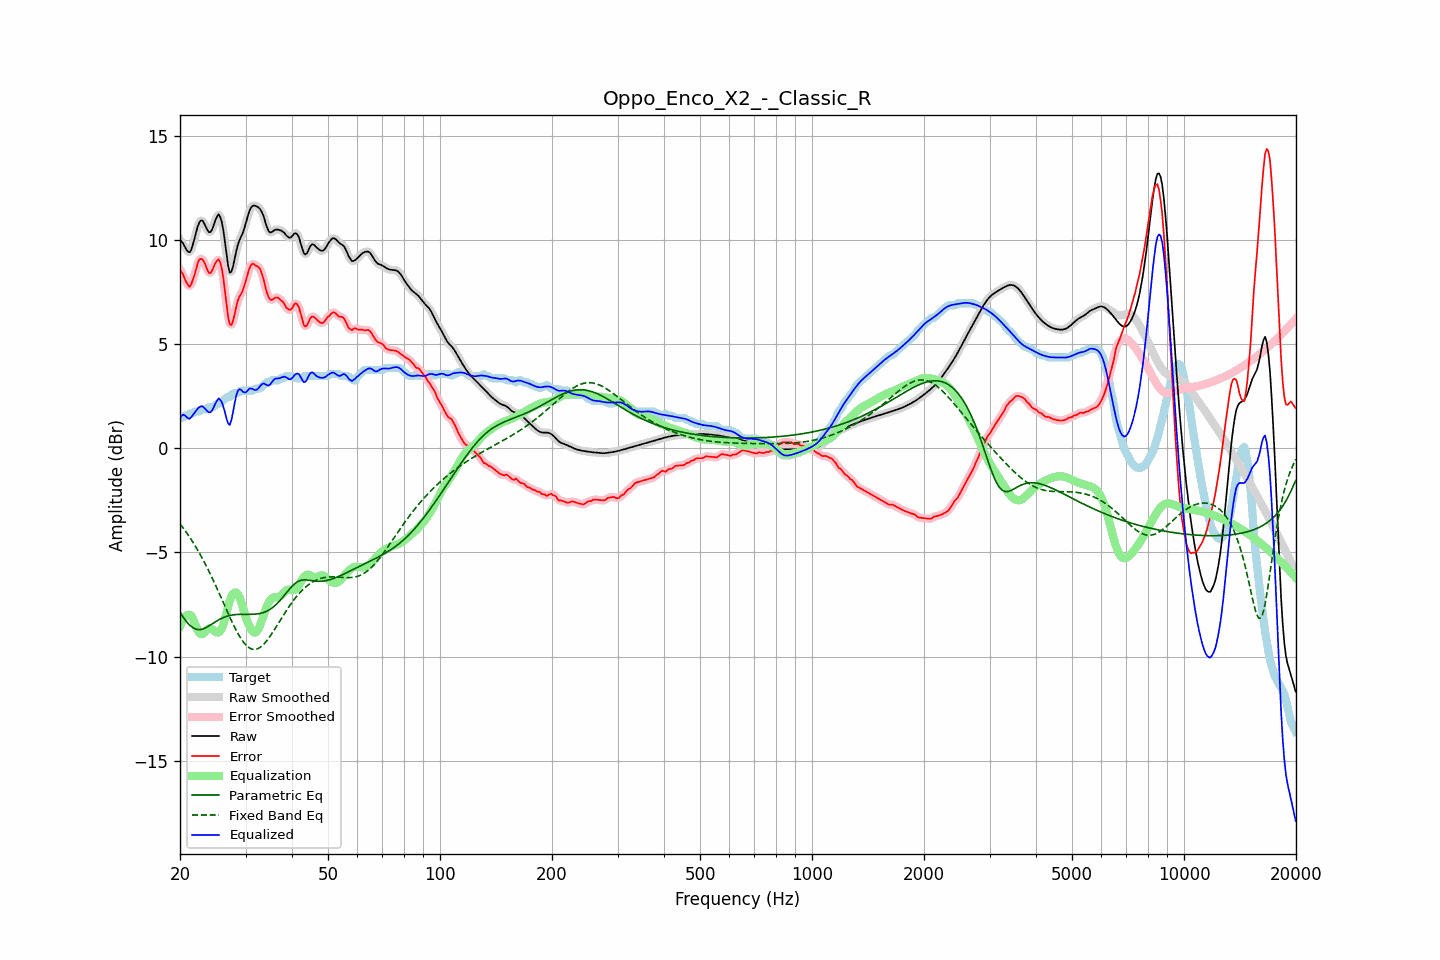 Oppo_Enco_X2_-_Classic_R
15
10
5
0
−5
−10
−15
Amplitude (dBr)
Target
Raw Smoothed
Error Smoothed
Raw
Error
Equalization
Parametric Eq
Fixed Band Eq
Equalized
20 50 100 200 500 1000 2000 5000 10000 20000
Frequency (Hz)